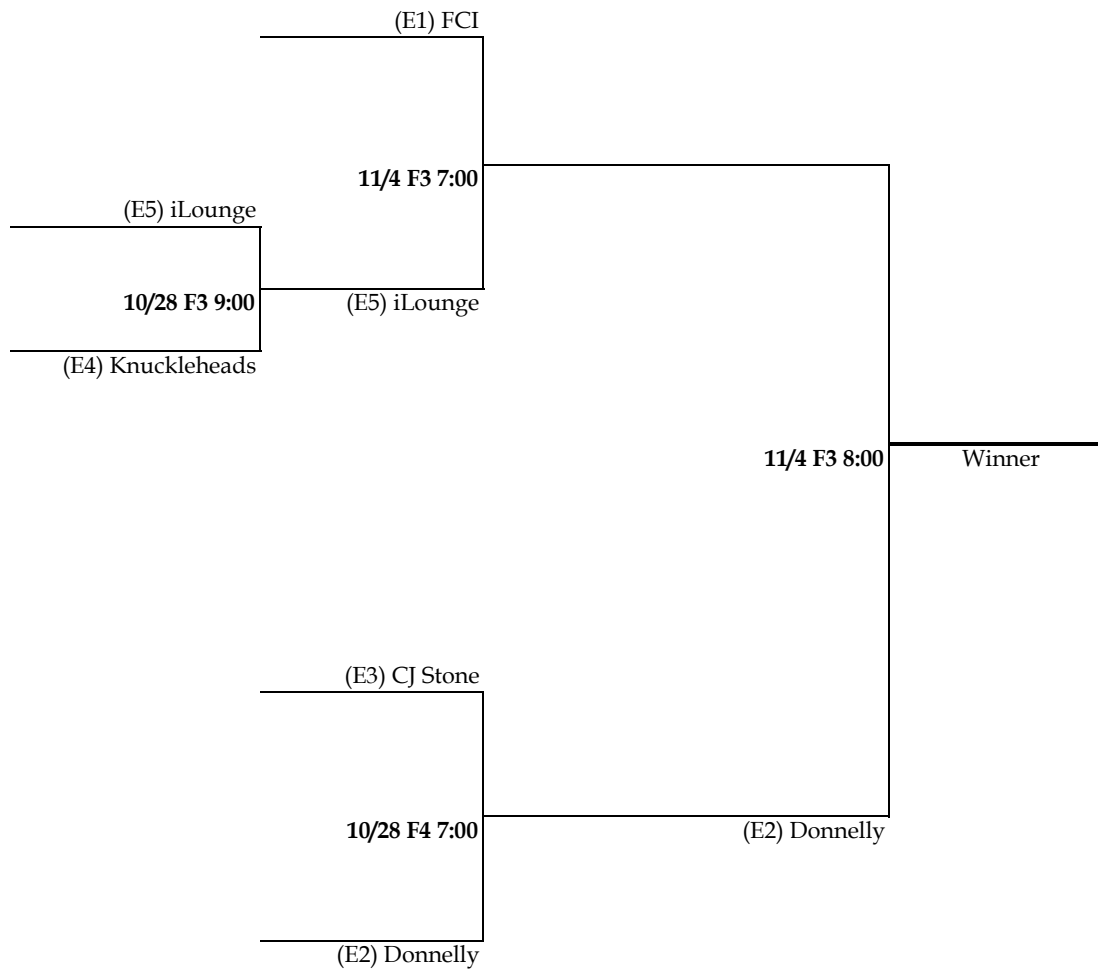 (E1) FCI
11/4 F3 7:00
(E5) iLounge
10/28 F3 9:00
(E5) iLounge
(E4) Knuckleheads
11/4 F3 8:00
Winner
(E3) CJ Stone
10/28 F4 7:00
(E2) Donnelly
(E2) Donnelly